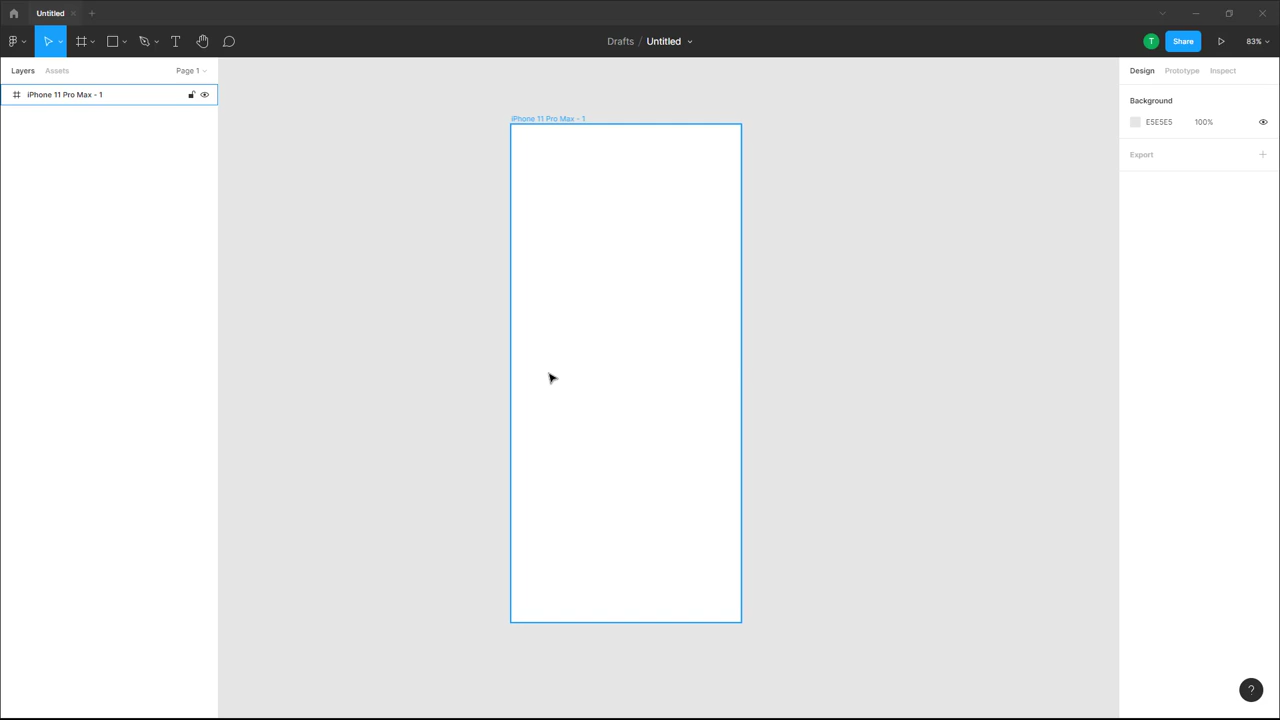 Untitled
Drafts / Untitled
T
Share
83%
Layers
Assets
Page 1
iPhone 11 Pro Max - 1
iPhone 11 Pro Max - 1
Design
Prototype
Inspect
Background
E5E5E5
100%
Export
?